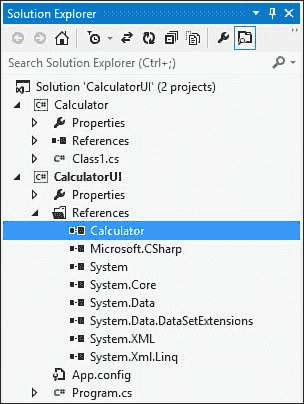 Solution Explorer
Search Solution Explorer (Ctrl+;)
Solution 'CalculatorUI' (2 projects)
C# Calculator
Properties
References
C# Class1.cs
C# CalculatorUI
Properties
References
Calculator
Microsoft.CSharp
System
System.Core
System.Data
System.Data.DataSetExtensions
System.XML
System.Xml.Linq
App.config
C# Program.cs